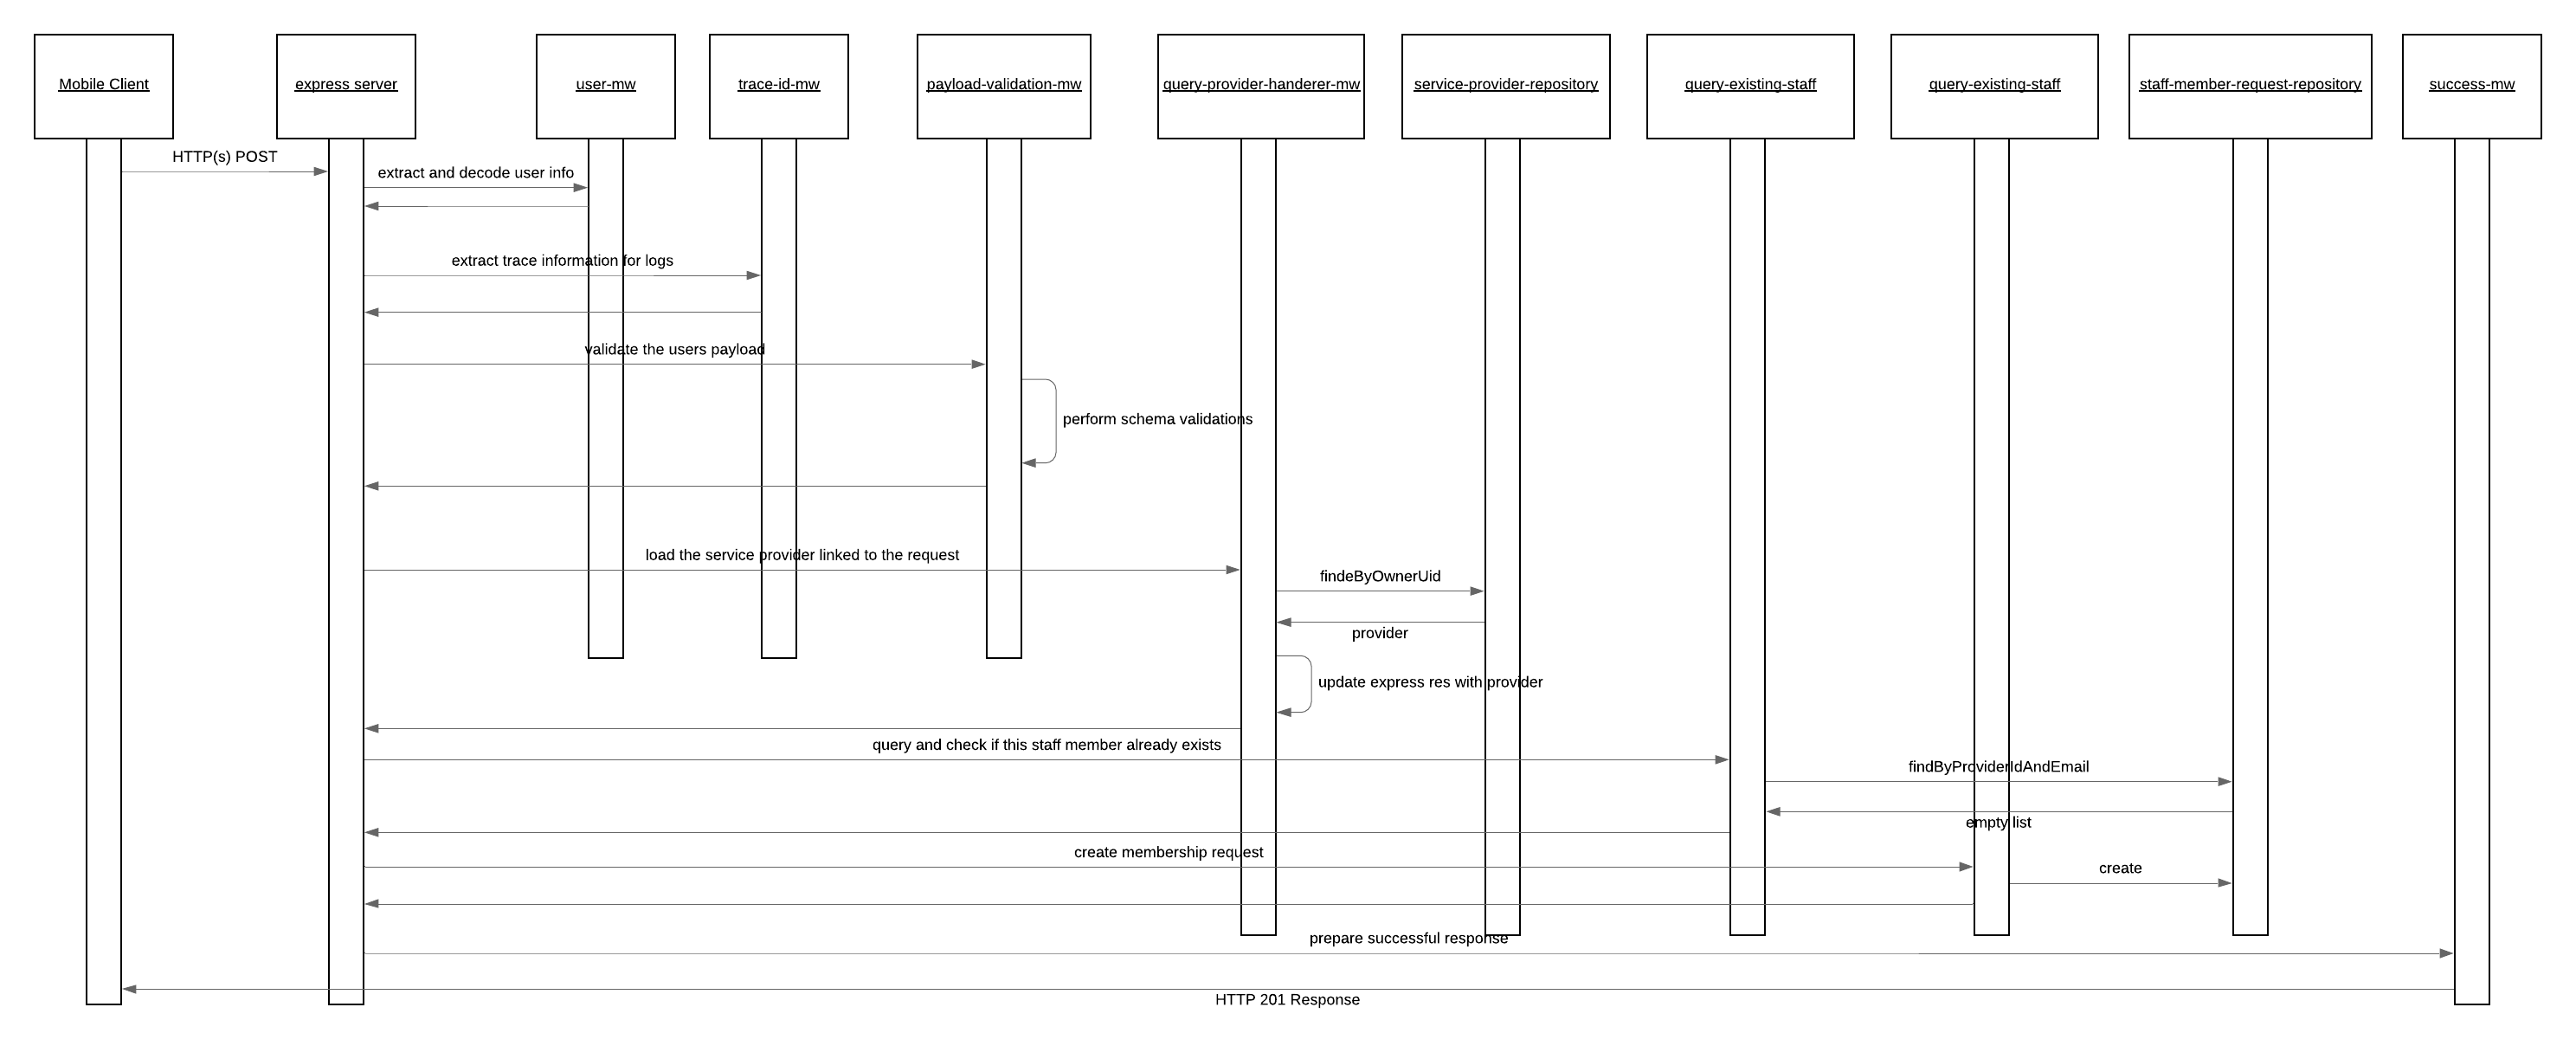 Mobile Client
express server
user-mw
trace-id-mw
payload-validation-mw
query-provider-handerer-mw
service-provider-repository
query-existing-staff
query-existing-staff
staff-member-request-repository
success-mw
HTTP(s) POST
extract and decode user info
extract trace information for logs
validate the users payload
perform schema validations
load the service provider linked to the request
findeByOwnerUid
provider
update express res with provider
query and check if this staff member already exists
findByProviderIdAndEmail
empty list
create membership request
create
prepare successful response
HTTP 201 Response